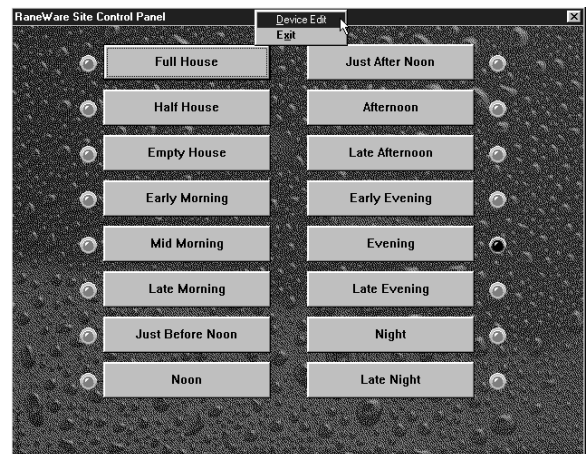 RaneWare Site Control Panel
Device Edit
Exit
Full House
Just After Noon
Half House
Afternoon
Empty House
Late Afternoon
Early Morning
Early Evening
Mid Morning
Evening
Late Morning
Late Evening
Just Before Noon
Night
Noon
Late Night